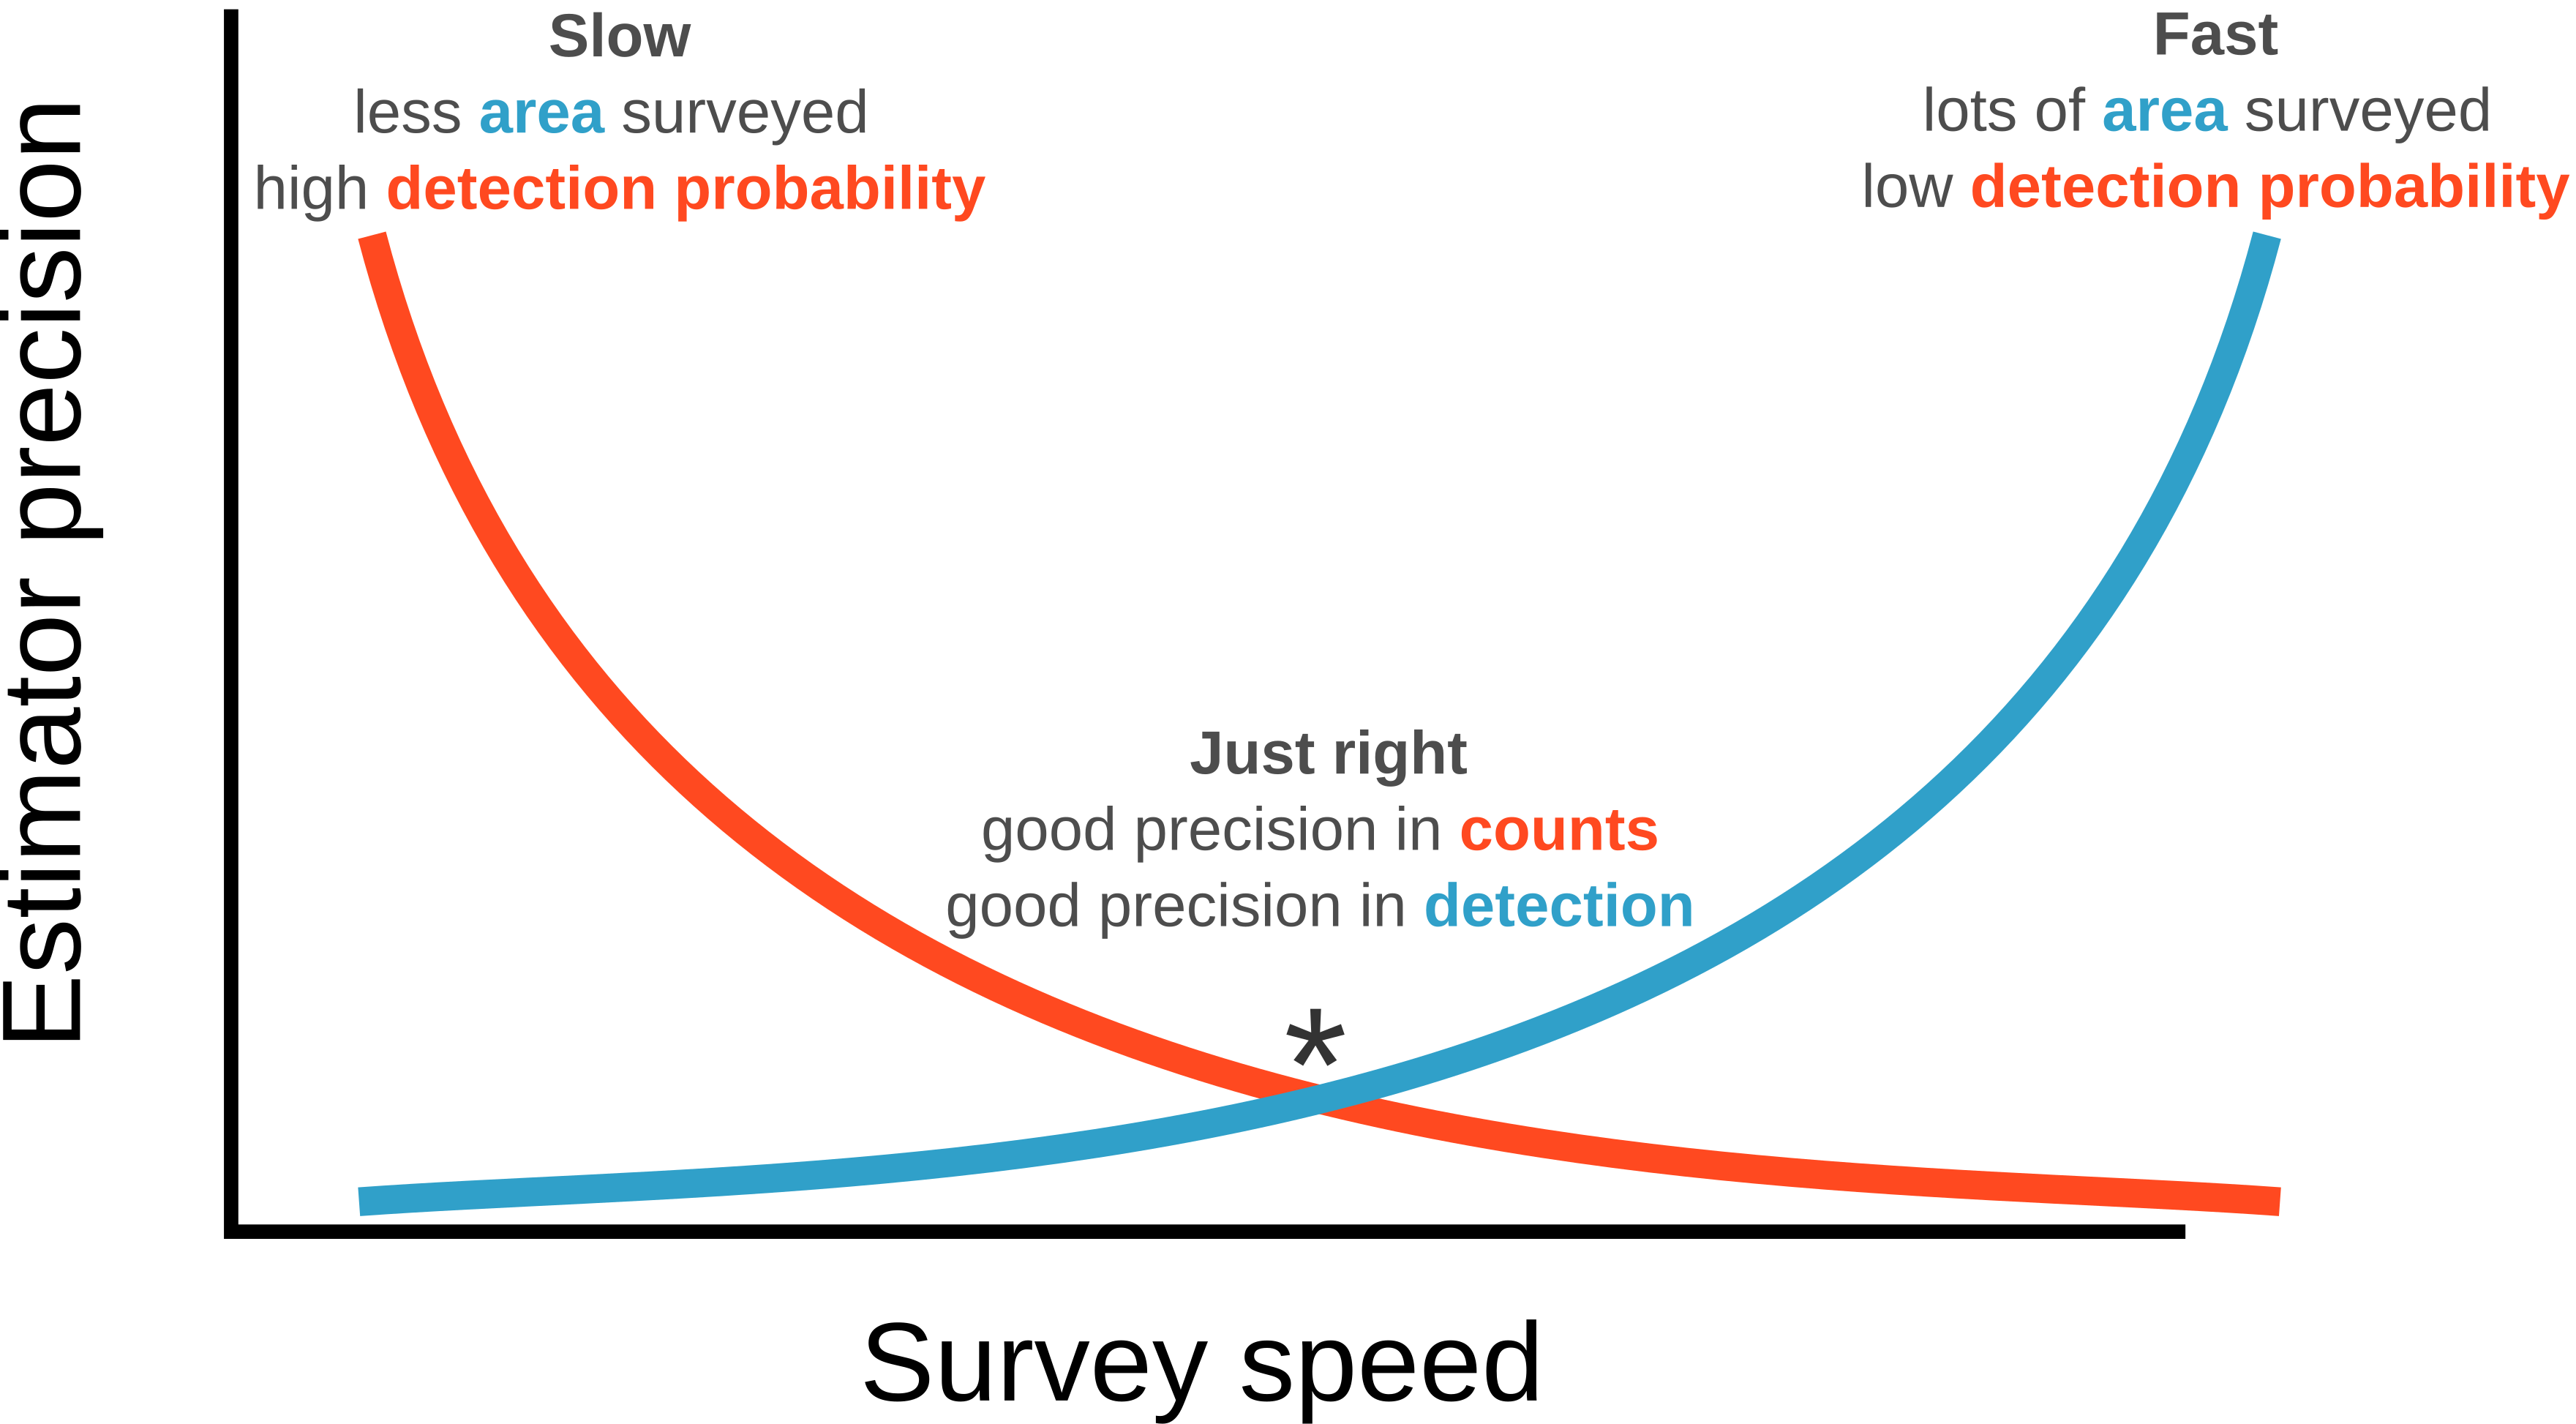 Estimator precision
Slow
less area surveyed
high detection probability
Fast
lots of area surveyed
low detection probability
Just right
good precision in counts
good precision in detection
*
Survey speed